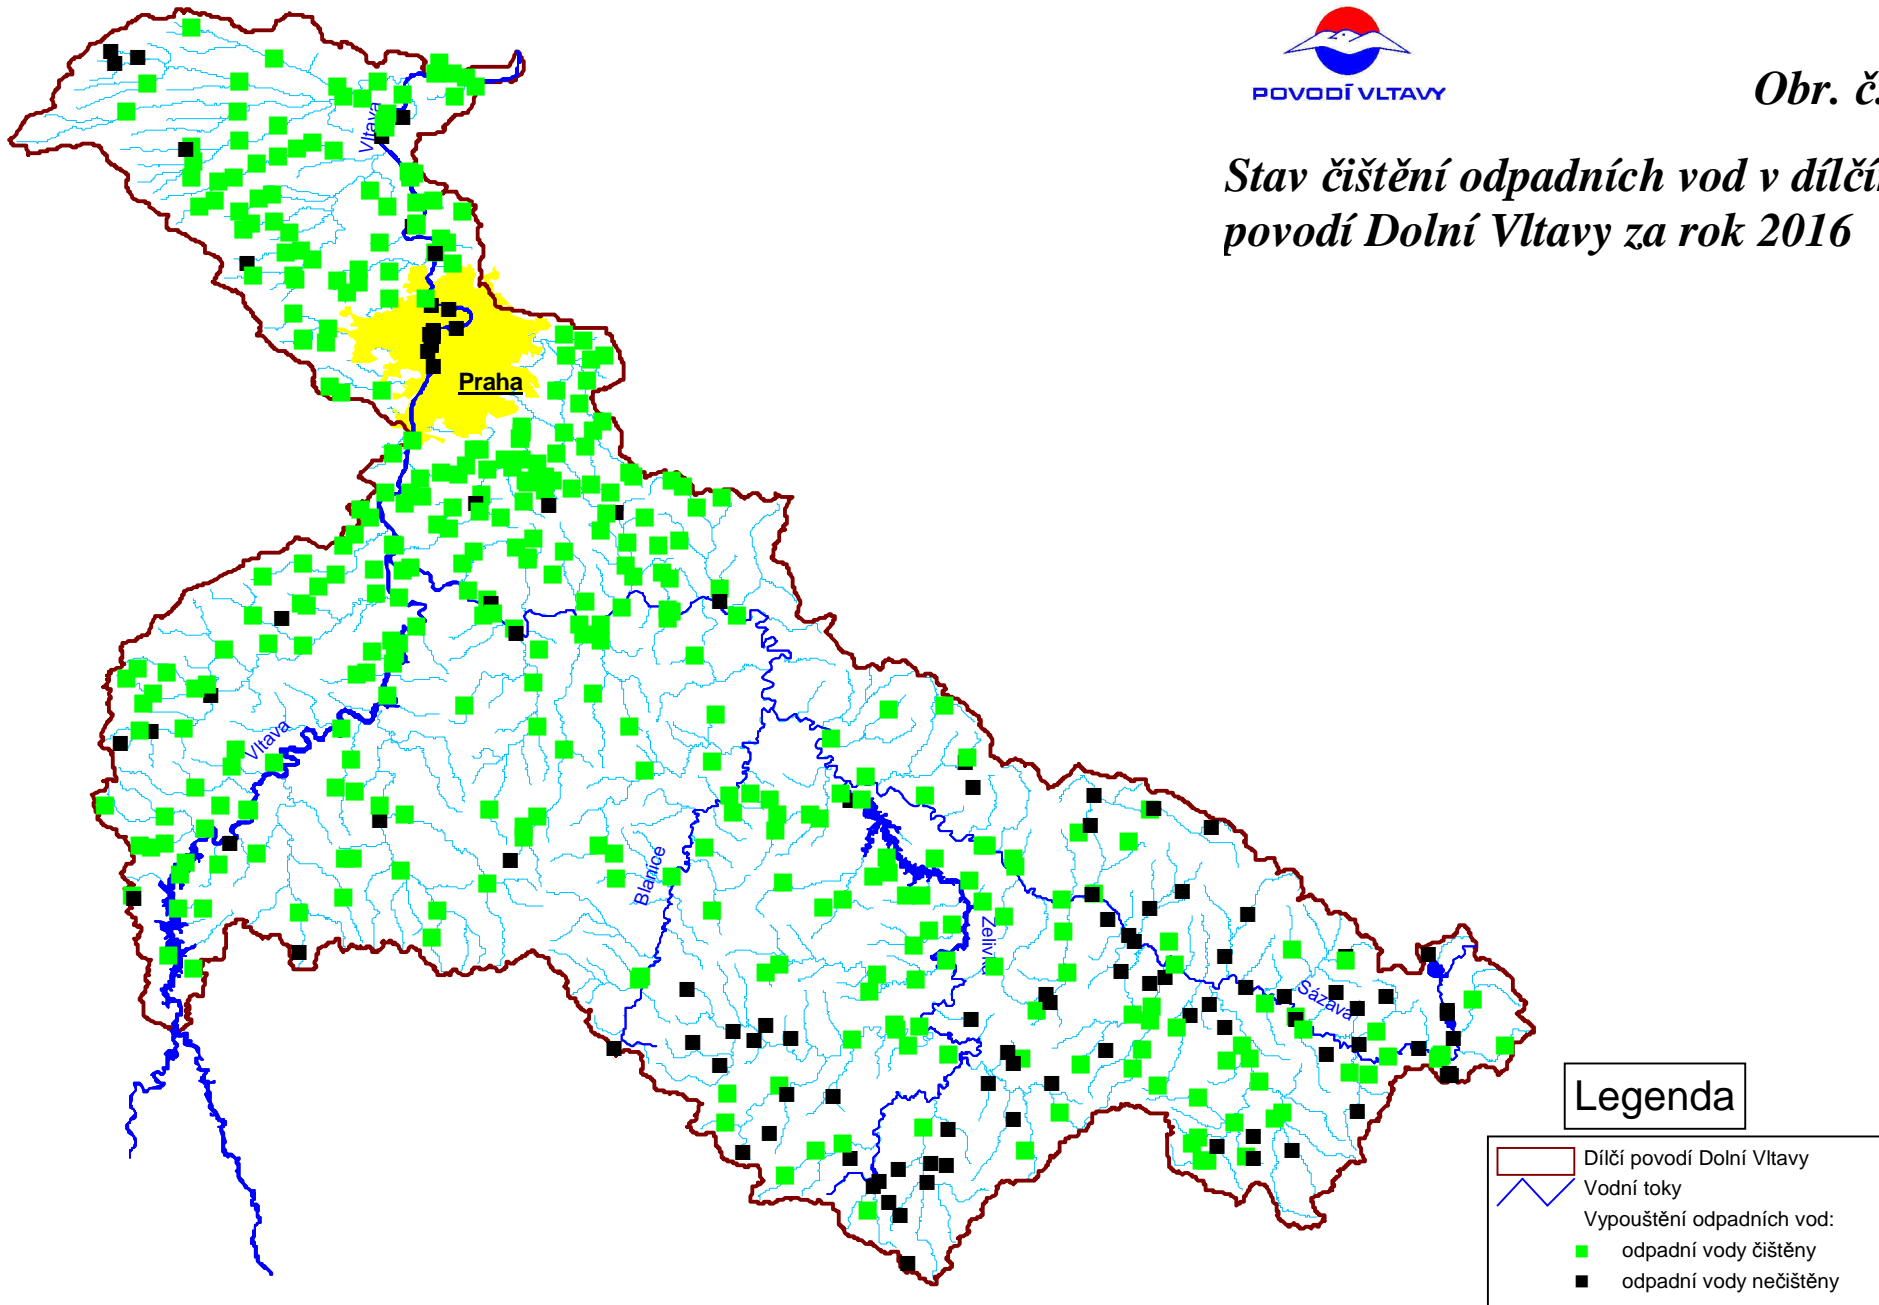 POVODÍ VLTAVY
Obr. č.
Stav čištění odpadních vod v dílčí
povodí Dolní Vltavy za rok 2016
Vltava
Praha
Vltava
Blanice
Želivka
Sázava
Legenda
Dílčí povodí Dolní Vltavy
Vodní toky
Vypouštění odpadních vod:
odpadní vody čištěny
odpadní vody nečištěny